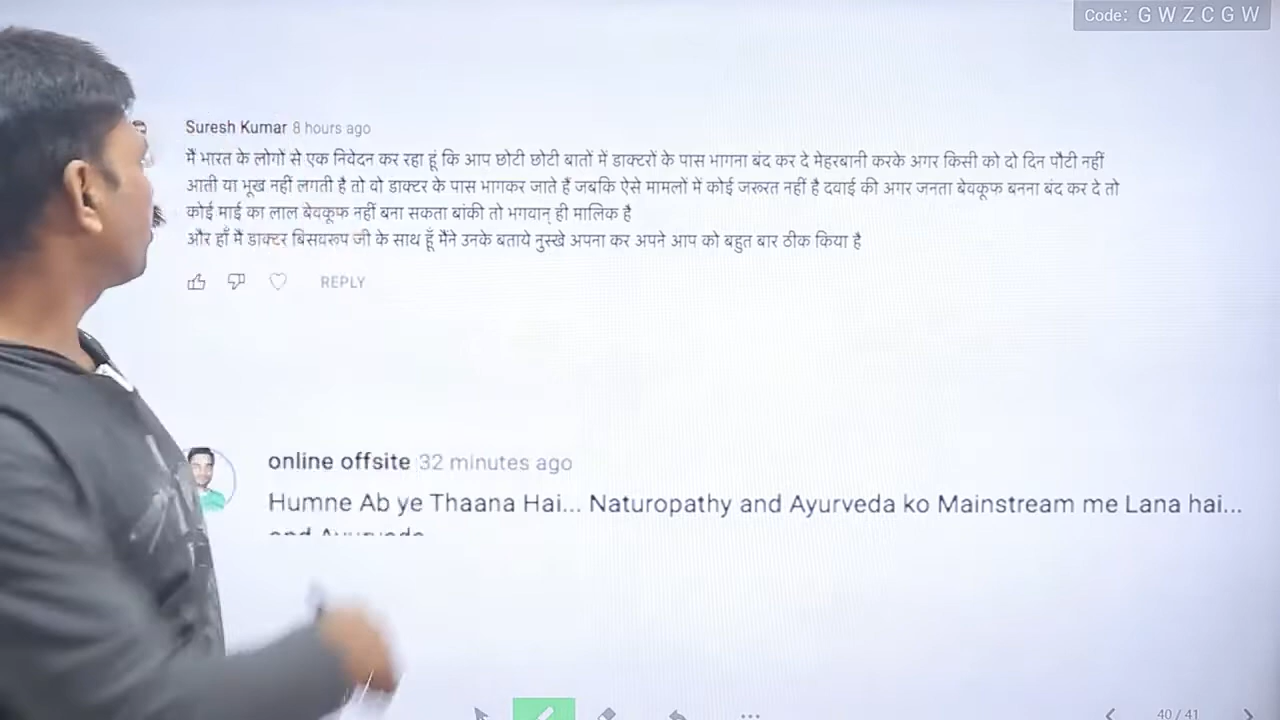 Code: G W Z C G W
Suresh Kumar 8 hours ago
मैं भारत के लोगों से एक निवेदन कर रहा हूं कि आप छोटी छोटी बातों में डाक्टरों के पास भागना बंद कर दे मेहरबानी करके अगर किसी को दो दिन पौटी नहीं
आती या भूख नहीं लगती है तो वो डाक्टर के पास भागकर जाते हैं जबकि ऐसे मामलों में कोई जरूरत नहीं है दवाई की अगर जनता बेवकूफ बनना बंद कर दे तो
कोई माई का लाल बेवकूफ नहीं बना सकता बांकी तो भगवान् ही मालिक है
और हाँ मैं डाक्टर बिसवरूप जी के साथ हूँ मैंने उनके बताये नुस्खे अपना कर अपने आप को बहुत बार ठीक किया है
REPLY
online offsite 32 minutes ago
Humne Ab ye Thaana Hai... Naturopathy and Ayurveda ko Mainstream me Lana hai...
and Ayurveda
40 / 41